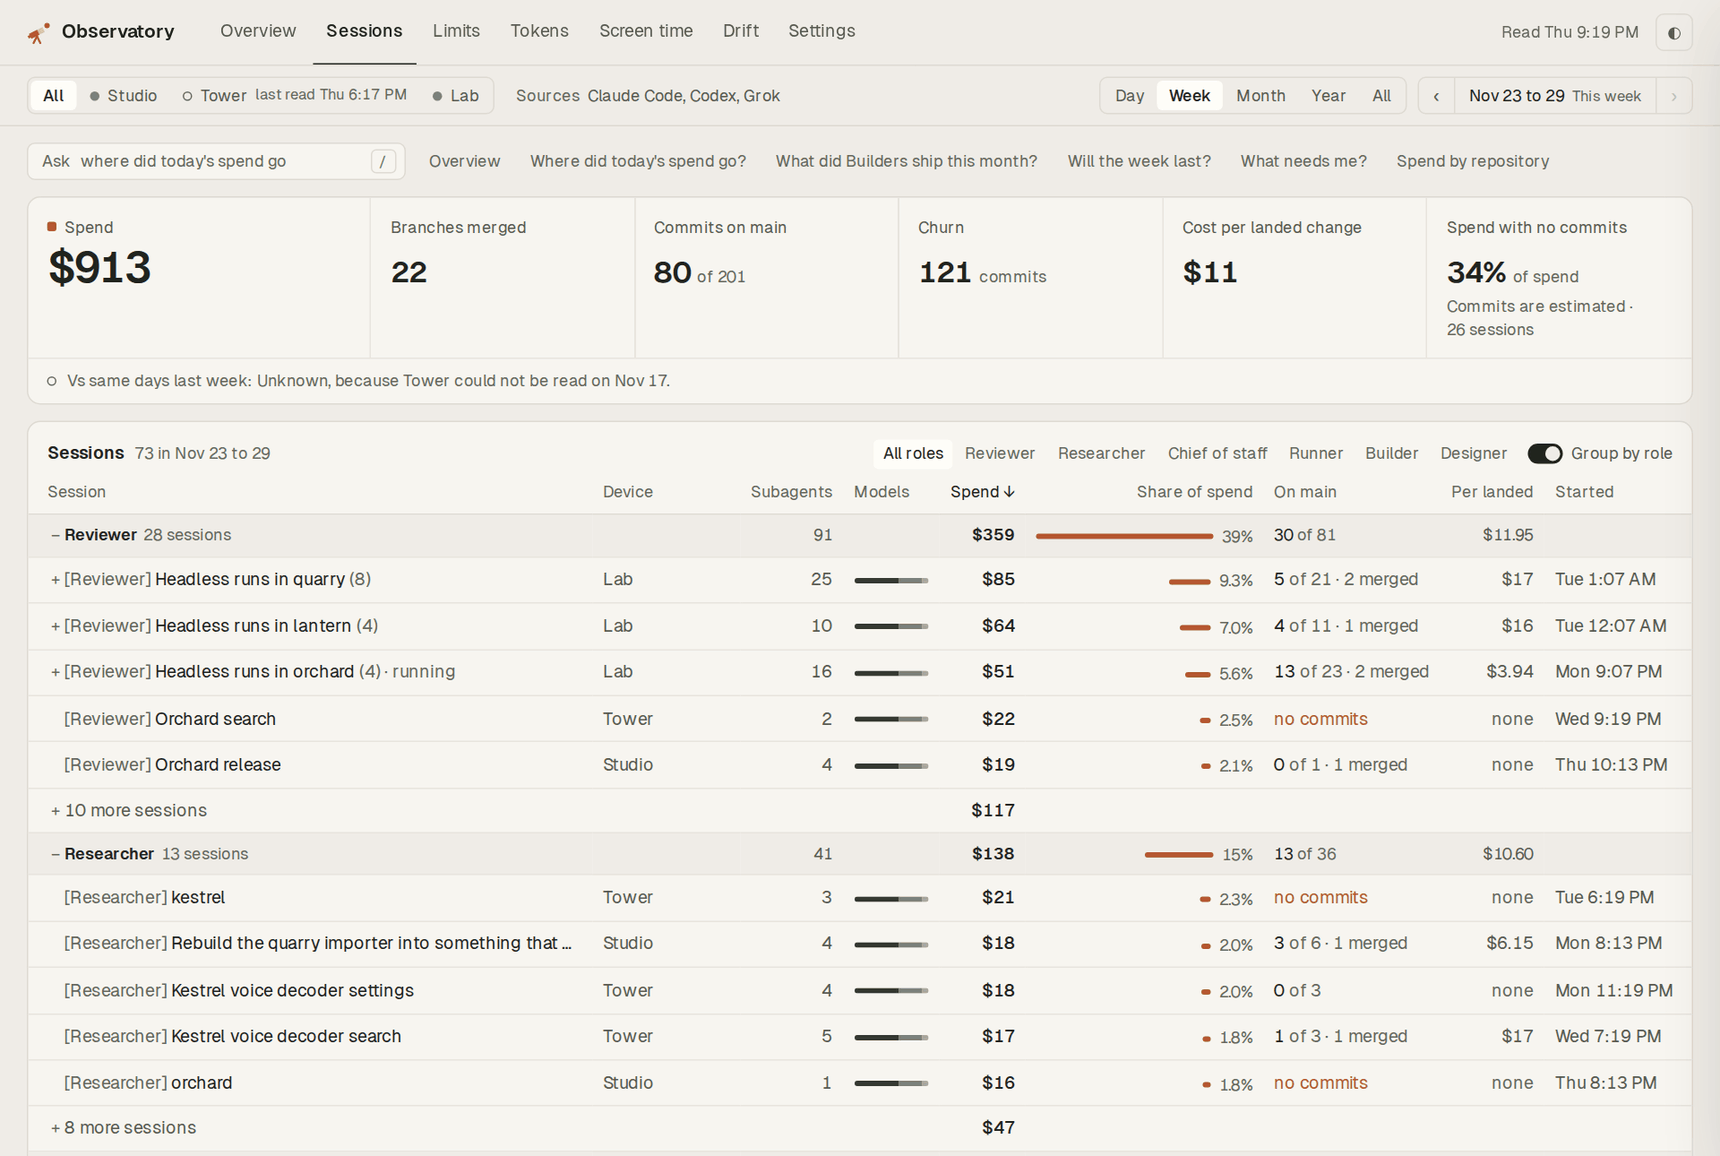 Observatory Overview Sessions Limits Tokens Screen time Drift Settings Read Thu 9:19 PM
All Studio Tower last read Thu 6:17 PM Lab Sources Claude Code, Codex, Grok Day Week Month Year All ‹ Nov 23 to 29 This week ›
Ask where did today's spend go / Overview Where did today's spend go? What did Builders ship this month? Will the week last? What needs me? Spend by repository
Spend Branches merged Commits on main Churn Cost per landed change Spend with no commits
$913 22 80 of 201 121 commits $11 34% of spend
Commits are estimated ·
26 sessions
Vs same days last week: Unknown, because Tower could not be read on Nov 17.
Sessions 73 in Nov 23 to 29 All roles Reviewer Researcher Chief of staff Runner Builder Designer Group by role
Session Device Subagents Models Spend ↓ Share of spend On main Per landed Started
– Reviewer 28 sessions 91 $359 39% 30 of 81 $11.95
+ [Reviewer] Headless runs in quarry (8) Lab 25 $85 9.3% 5 of 21 · 2 merged $17 Tue 1:07 AM
+ [Reviewer] Headless runs in lantern (4) Lab 10 $64 7.0% 4 of 11 · 1 merged $16 Tue 12:07 AM
+ [Reviewer] Headless runs in orchard (4) · running Lab 16 $51 5.6% 13 of 23 · 2 merged $3.94 Mon 9:07 PM
[Reviewer] Orchard search Tower 2 $22 2.5% no commits none Wed 9:19 PM
[Reviewer] Orchard release Studio 4 $19 2.1% 0 of 1 · 1 merged none Thu 10:13 PM
+ 10 more sessions $117
– Researcher 13 sessions 41 $138 15% 13 of 36 $10.60
[Researcher] kestrel Tower 3 $21 2.3% no commits none Tue 6:19 PM
[Researcher] Rebuild the quarry importer into something that ... Studio 4 $18 2.0% 3 of 6 · 1 merged $6.15 Mon 8:13 PM
[Researcher] Kestrel voice decoder settings Tower 4 $18 2.0% 0 of 3 none Mon 11:19 PM
[Researcher] Kestrel voice decoder search Tower 5 $17 1.8% 1 of 3 · 1 merged $17 Wed 7:19 PM
[Researcher] orchard Studio 1 $16 1.8% no commits none Thu 8:13 PM
+ 8 more sessions $47